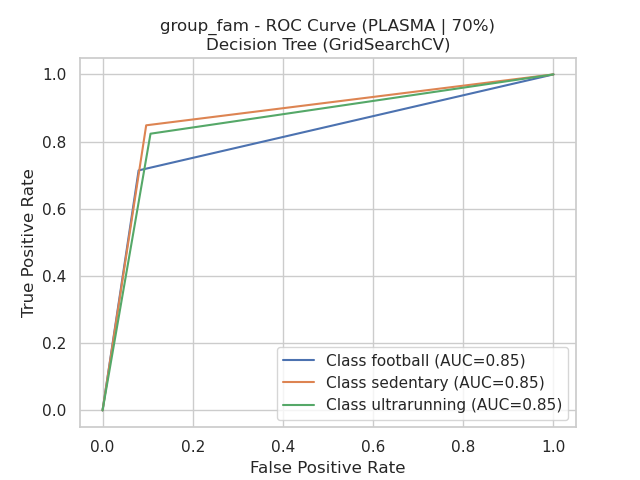 group_fam - ROC Curve (PLASMA | 70%)
Decision Tree (GridSearchCV)
True Positive Rate
1.0
0.8
0.6
0.4
0.2
0.0
Class football (AUC=0.85)
Class sedentary (AUC=0.85)
Class ultrarunning (AUC=0.85)
0.0 0.2 0.4 0.6 0.8 1.0
False Positive Rate